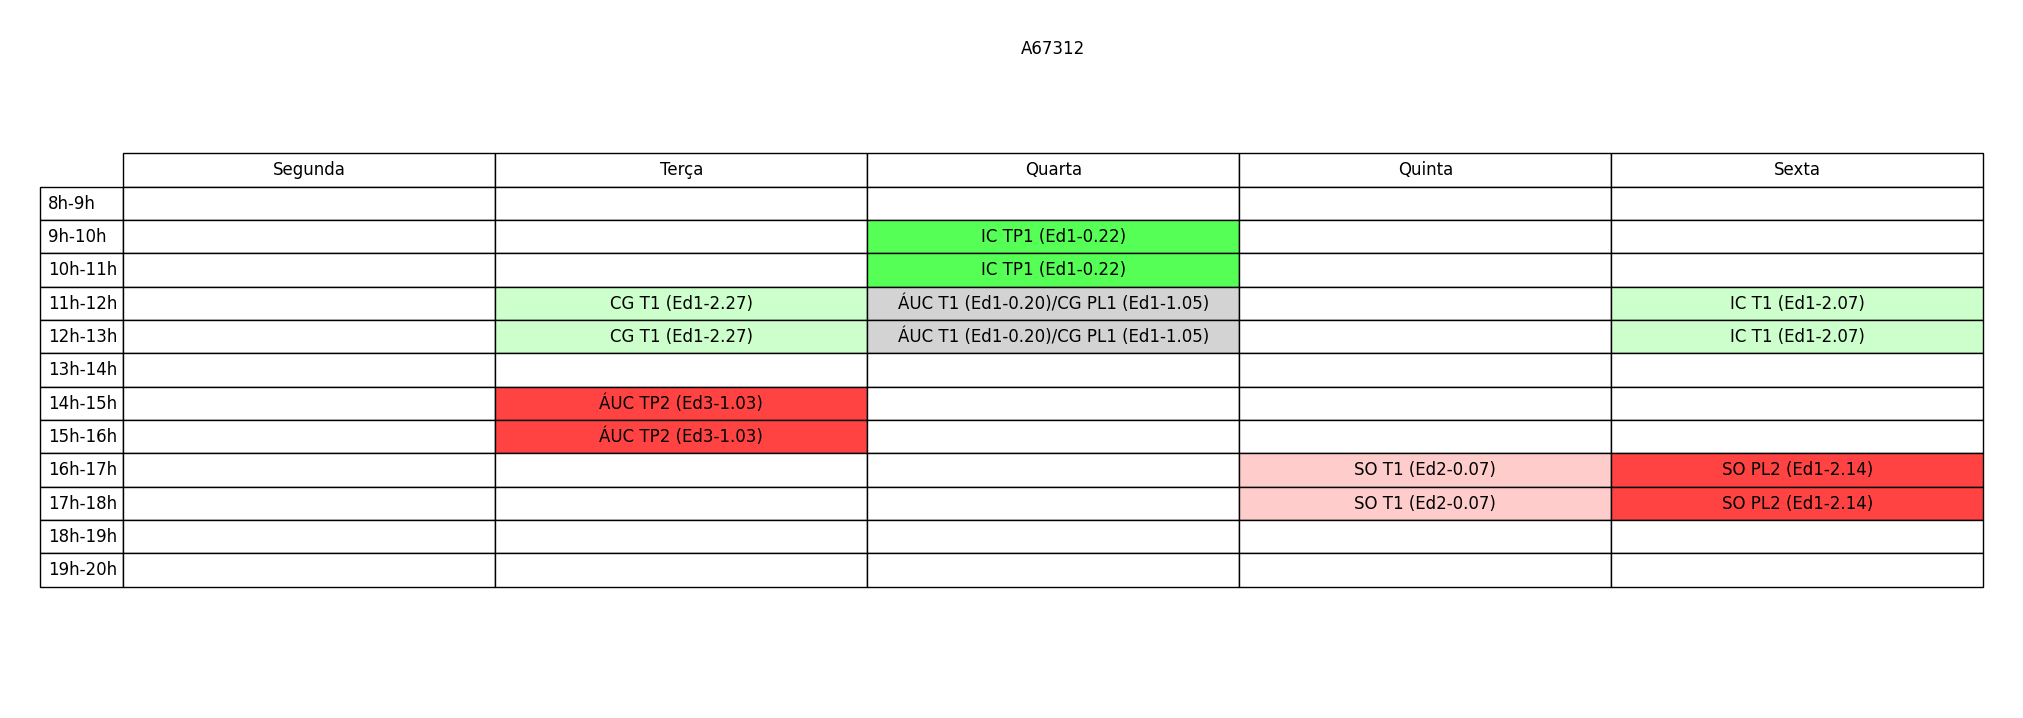 A67312
Segunda Terça Quarta Quinta Sexta
8h-9h
9h-10h IC TP1 (Ed1-0.22)
10h-11h IC TP1 (Ed1-0.22)
11h-12h CG T1 (Ed1-2.27) ÁUC T1 (Ed1-0.20)/CG PL1 (Ed1-1.05) IC T1 (Ed1-2.07)
12h-13h CG T1 (Ed1-2.27) ÁUC T1 (Ed1-0.20)/CG PL1 (Ed1-1.05) IC T1 (Ed1-2.07)
13h-14h
14h-15h ÁUC TP2 (Ed3-1.03)
15h-16h ÁUC TP2 (Ed3-1.03)
16h-17h SO T1 (Ed2-0.07) SO PL2 (Ed1-2.14)
17h-18h SO T1 (Ed2-0.07) SO PL2 (Ed1-2.14)
18h-19h
19h-20h